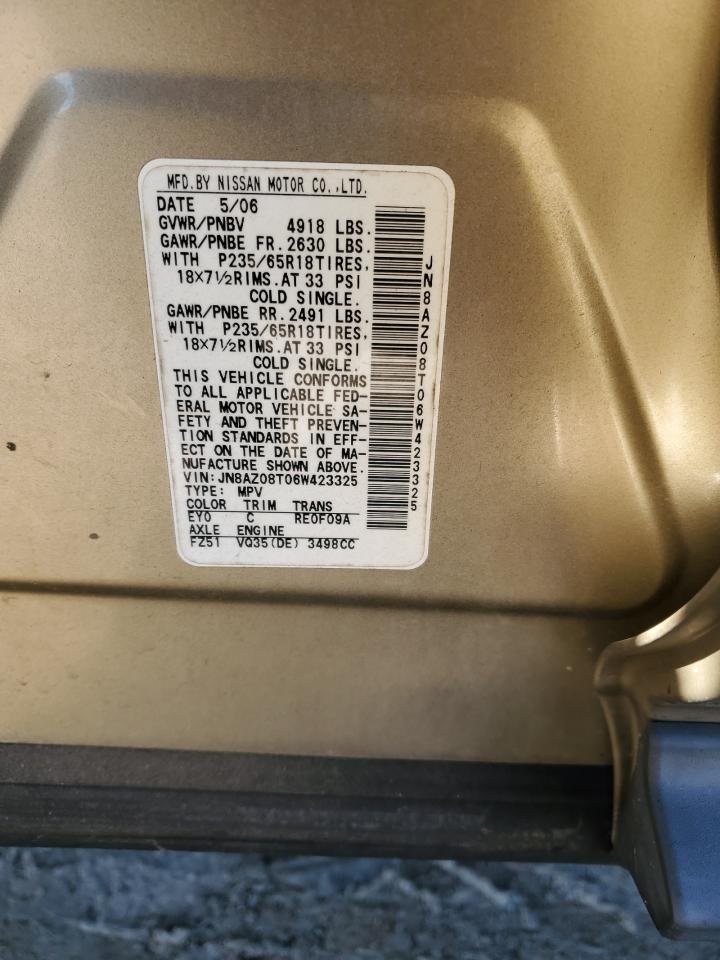 MFD.BY NISSAN MOTOR CO.,LTD.
DATE 5/06
GVWR/PNBV 4918 LBS.
GAWR/PNBE FR.2630 LBS.
WITH P235/65R18TIRES,
18X7½RIMS.AT 33 PSI
COLD SINGLE.
GAWR/PNBE RR.2491 LBS.
WITH P235/65R18TIRES,
18X7½RIMS.AT 33 PSI
COLD SINGLE.
THIS VEHICLE CONFORMS
TO ALL APPLICABLE FED-
ERAL MOTOR VEHICLE SA-
FETY AND THEFT PREVEN-
TION STANDARDS IN EFF-
ECT ON THE DATE OF MA-
NUFACTURE SHOWN ABOVE.
VIN:JN8AZ08T06W423325
TYPE: MPV
COLOR TRIM TRANS
EY0 C RE0F09A
AXLE ENGINE
FZ51 VQ35(DE) 3498CC
JN8AZ08T06W423325